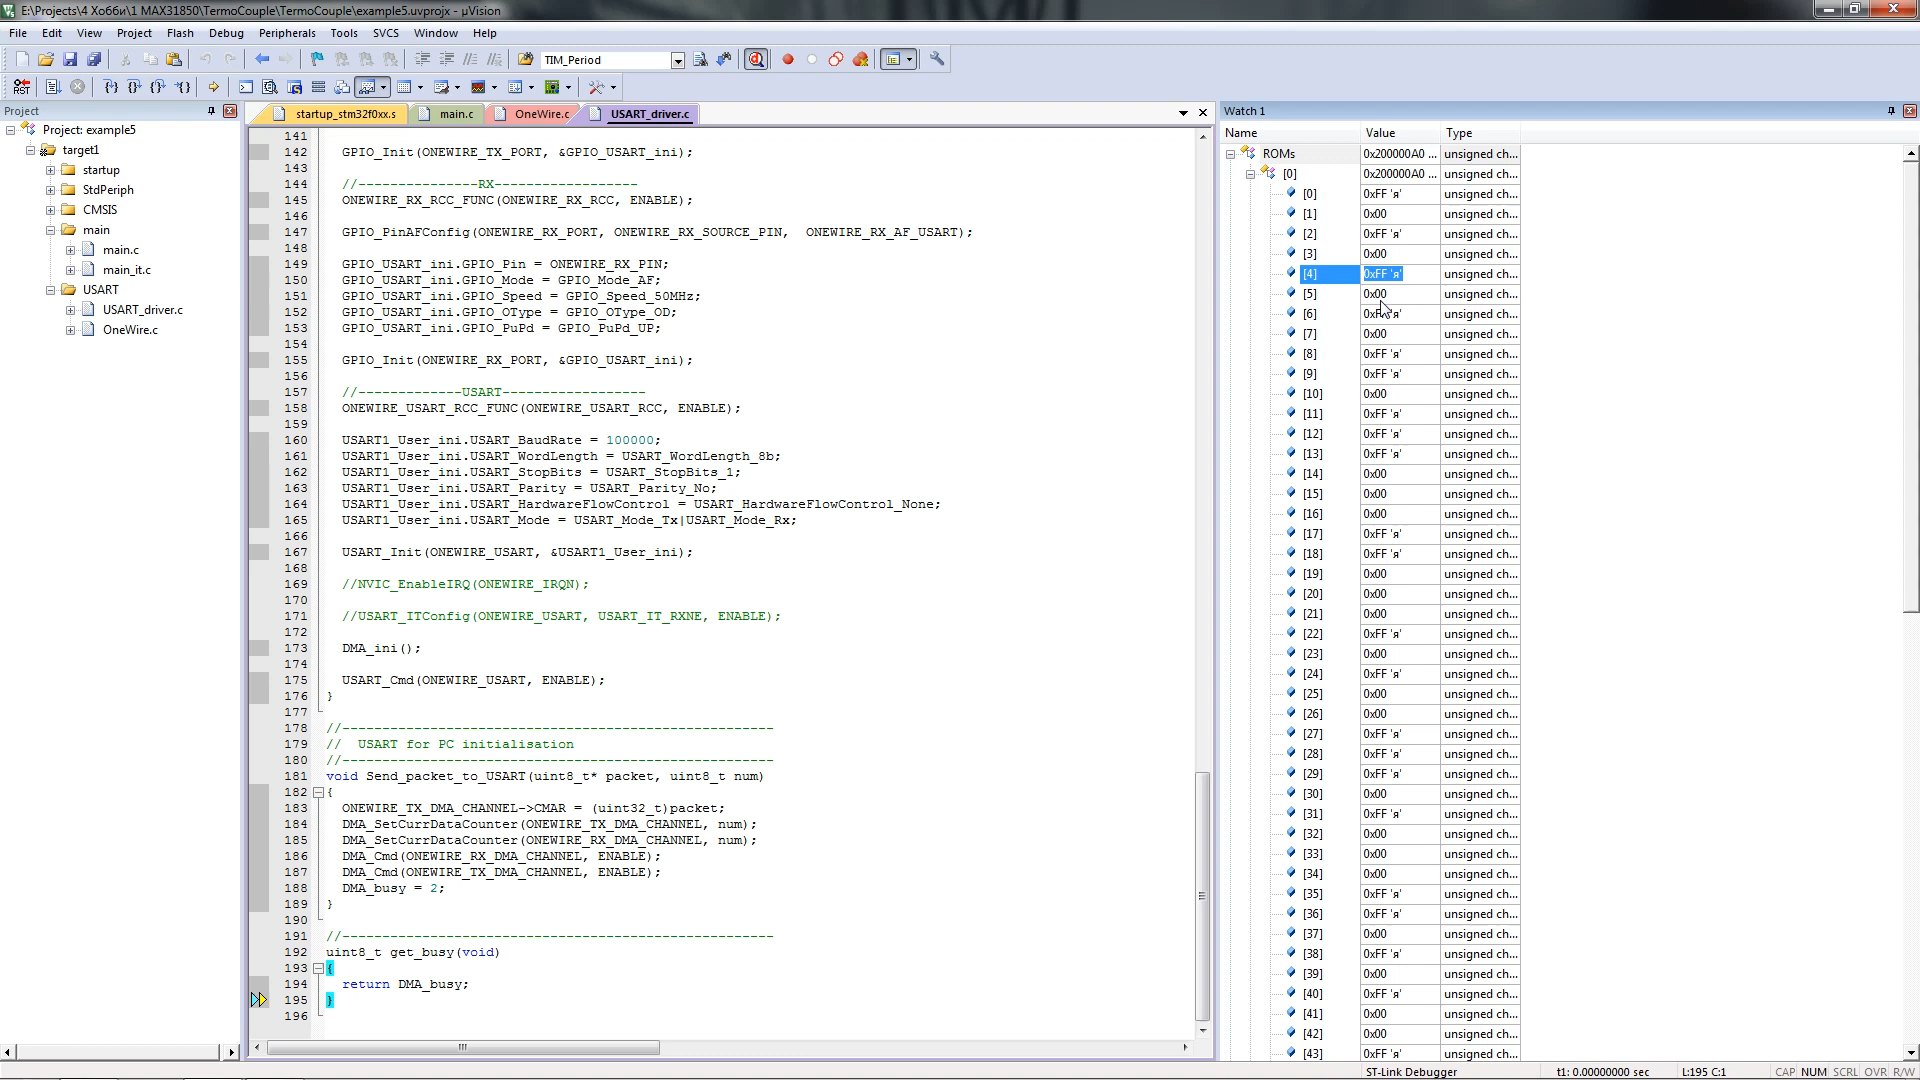 E:\Projects\4 Хобби\1 MAX31850\TermoCouple\TermoCouple\example5.uvprojx - µVision
File Edit View Project Flash Debug Peripherals Tools SVCS Window Help
TIM_Period
RST
Project
Project: example5
target1
startup
StdPeriph
CMSIS
main
main.c
main_it.c
USART
USART_driver.c
OneWire.c
startup_stm32f0xx.s main.c OneWire.c USART_driver.c
141
142 GPIO_Init(ONEWIRE_TX_PORT, &GPIO_USART_ini);
143
144 //---------------RX------------------
145 ONEWIRE_RX_RCC_FUNC(ONEWIRE_RX_RCC, ENABLE);
146
147 GPIO_PinAFConfig(ONEWIRE_RX_PORT, ONEWIRE_RX_SOURCE_PIN, ONEWIRE_RX_AF_USART);
148
149 GPIO_USART_ini.GPIO_Pin = ONEWIRE_RX_PIN;
150 GPIO_USART_ini.GPIO_Mode = GPIO_Mode_AF;
151 GPIO_USART_ini.GPIO_Speed = GPIO_Speed_50MHz;
152 GPIO_USART_ini.GPIO_OType = GPIO_OType_OD;
153 GPIO_USART_ini.GPIO_PuPd = GPIO_PuPd_UP;
154
155 GPIO_Init(ONEWIRE_RX_PORT, &GPIO_USART_ini);
156
157 //-------------USART------------------
158 ONEWIRE_USART_RCC_FUNC(ONEWIRE_USART_RCC, ENABLE);
159
160 USART1_User_ini.USART_BaudRate = 100000;
161 USART1_User_ini.USART_WordLength = USART_WordLength_8b;
162 USART1_User_ini.USART_StopBits = USART_StopBits_1;
163 USART1_User_ini.USART_Parity = USART_Parity_No;
164 USART1_User_ini.USART_HardwareFlowControl = USART_HardwareFlowControl_None;
165 USART1_User_ini.USART_Mode = USART_Mode_Tx|USART_Mode_Rx;
166
167 USART_Init(ONEWIRE_USART, &USART1_User_ini);
168
169 //NVIC_EnableIRQ(ONEWIRE_IRQN);
170
171 //USART_ITConfig(ONEWIRE_USART, USART_IT_RXNE, ENABLE);
172
173 DMA_ini();
174
175 USART_Cmd(ONEWIRE_USART, ENABLE);
176 }
177
178 //------------------------------------------------------
179 // USART for PC initialisation
180 //------------------------------------------------------
181 void Send_packet_to_USART(uint8_t* packet, uint8_t num)
182 {
183 ONEWIRE_TX_DMA_CHANNEL->CMAR = (uint32_t)packet;
184 DMA_SetCurrDataCounter(ONEWIRE_TX_DMA_CHANNEL, num);
185 DMA_SetCurrDataCounter(ONEWIRE_RX_DMA_CHANNEL, num);
186 DMA_Cmd(ONEWIRE_RX_DMA_CHANNEL, ENABLE);
187 DMA_Cmd(ONEWIRE_TX_DMA_CHANNEL, ENABLE);
188 DMA_busy = 2;
189 }
190
191 //------------------------------------------------------
192 uint8_t get_busy(void)
193 {
194 return DMA_busy;
195 }
196
Watch 1
Name Value Type
ROMs 0x200000A0 ... unsigned ch...
[0] 0x200000A0 ... unsigned ch...
[0] 0xFF 'я' unsigned ch...
[1] 0x00 unsigned ch...
[2] 0xFF 'я' unsigned ch...
[3] 0x00 unsigned ch...
[4] 0xFF 'я' unsigned ch...
[5] 0x00 unsigned ch...
[6] 0xFF 'я' unsigned ch...
[7] 0x00 unsigned ch...
[8] 0xFF 'я' unsigned ch...
[9] 0xFF 'я' unsigned ch...
[10] 0x00 unsigned ch...
[11] 0xFF 'я' unsigned ch...
[12] 0xFF 'я' unsigned ch...
[13] 0xFF 'я' unsigned ch...
[14] 0x00 unsigned ch...
[15] 0x00 unsigned ch...
[16] 0x00 unsigned ch...
[17] 0xFF 'я' unsigned ch...
[18] 0xFF 'я' unsigned ch...
[19] 0x00 unsigned ch...
[20] 0x00 unsigned ch...
[21] 0x00 unsigned ch...
[22] 0xFF 'я' unsigned ch...
[23] 0x00 unsigned ch...
[24] 0xFF 'я' unsigned ch...
[25] 0x00 unsigned ch...
[26] 0x00 unsigned ch...
[27] 0xFF 'я' unsigned ch...
[28] 0xFF 'я' unsigned ch...
[29] 0xFF 'я' unsigned ch...
[30] 0x00 unsigned ch...
[31] 0xFF 'я' unsigned ch...
[32] 0x00 unsigned ch...
[33] 0x00 unsigned ch...
[34] 0x00 unsigned ch...
[35] 0xFF 'я' unsigned ch...
[36] 0xFF 'я' unsigned ch...
[37] 0x00 unsigned ch...
[38] 0xFF 'я' unsigned ch...
[39] 0x00 unsigned ch...
[40] 0xFF 'я' unsigned ch...
[41] 0x00 unsigned ch...
[42] 0x00 unsigned ch...
[43] 0xFF 'я' unsigned ch...
ST-Link Debugger t1: 0.00000000 sec L:195 C:1 CAP NUM SCRL OVR R/W